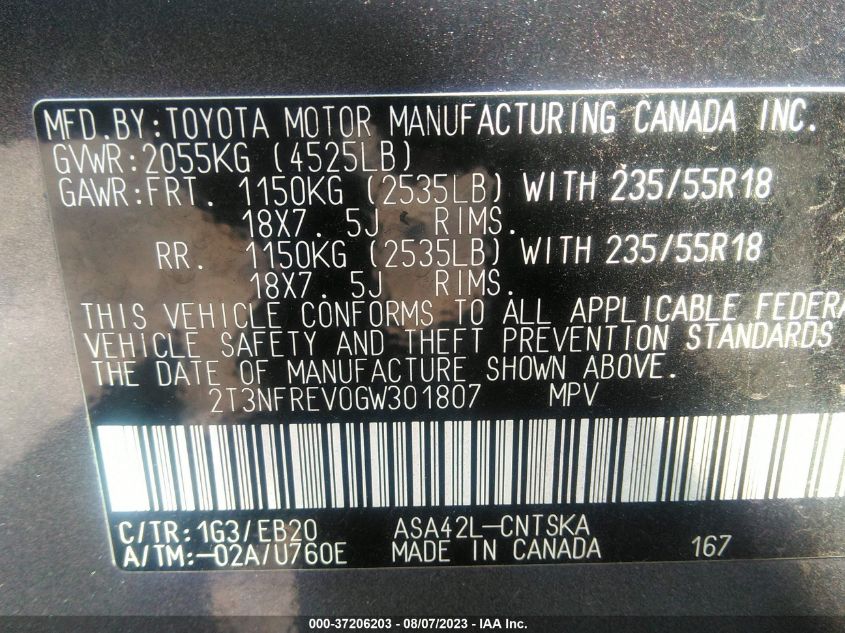 MFD.BY:TOYOTA MOTOR MANUFACTURING CANADA INC.
GVWR:2055KG (4525LB)
GAWR:FRT. 1150KG (2535LB) WITH 235/55R18
18X7. 5J RIMS.
RR. 1150KG (2535LB) WITH 235/55R18
18X7. 5J RIMS.
THIS VEHICLE CONFORMS TO ALL APPLICABLE FEDERA
VEHICLE SAFETY AND THEFT PREVENTION STANDARDS
THE DATE OF MANUFACTURE SHOWN ABOVE.
2T3NFREV0GW301807 MPV
C/TR:1G3/EB20 ASA42L-CNTSKA
A/TM:-02A/U760E MADE IN CANADA 167
000-37206203 - 08/07/2023 - IAA Inc.